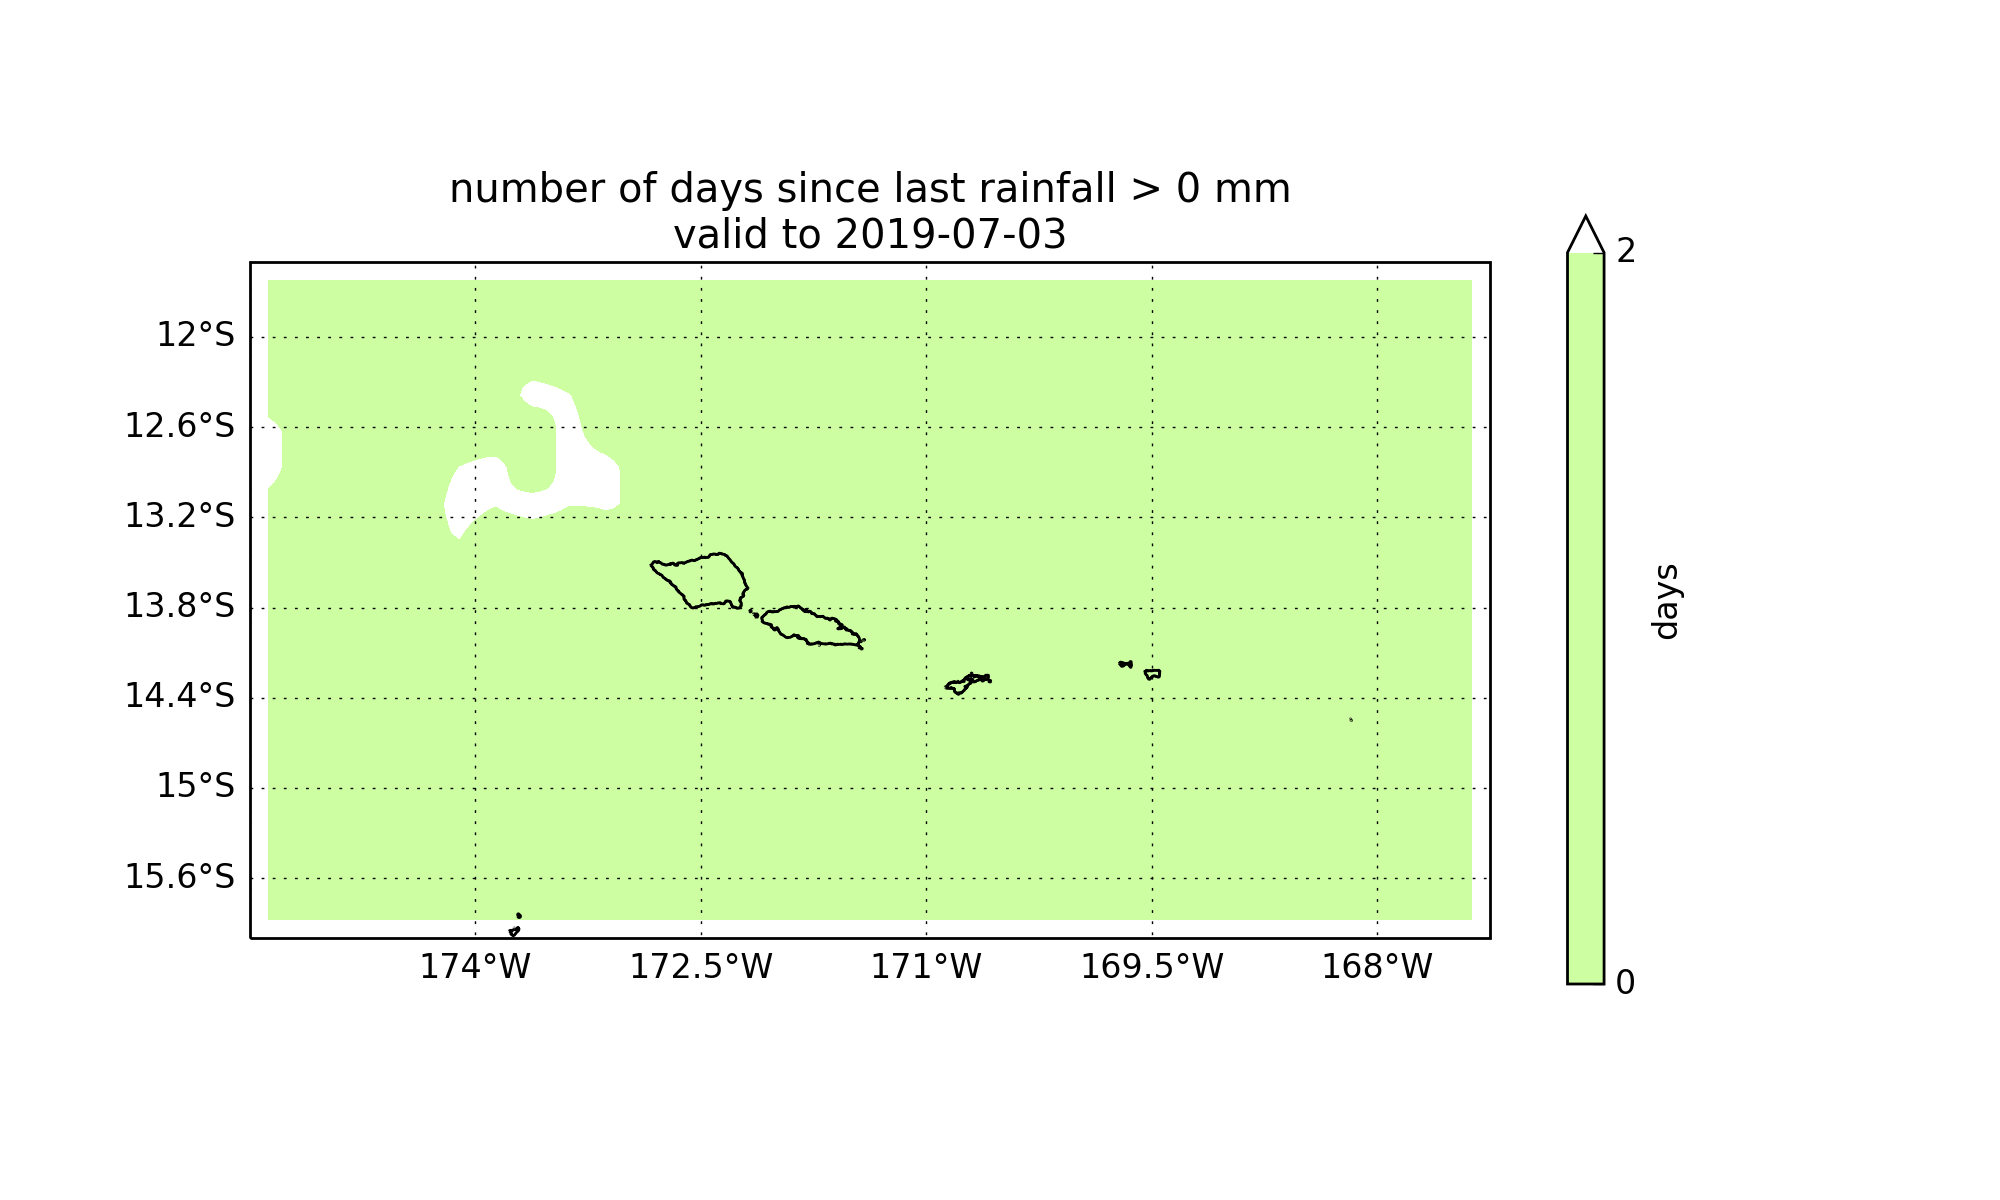 number of days since last rainfall > 0 mm
valid to 2019-07-03
2
12°S
12.6°S
13.2°S
13.8°S
14.4°S
15°S
15.6°S
days
174°W
172.5°W
171°W
169.5°W
168°W
0